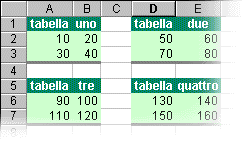 A B C D E
1 tabella uno tabella due
2 10 20 50 60
3 30 40 70 80
4
5 tabella tre tabella quattro
6 90 100 130 140
7 110 120 150 160